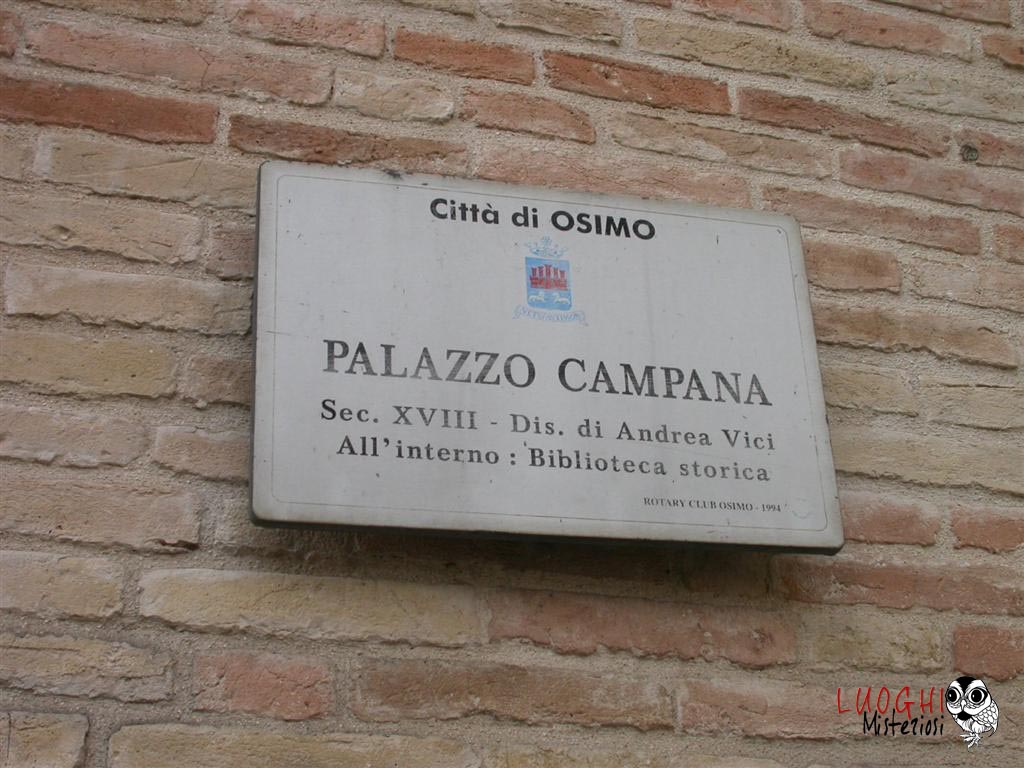 Città di OSIMO
PALAZZO CAMPANA
Sec. XVIII - Dis. di Andrea Vici
All'interno : Biblioteca storica
ROTARY CLUB OSIMO - 1994
LUOGHI
Misteriosi